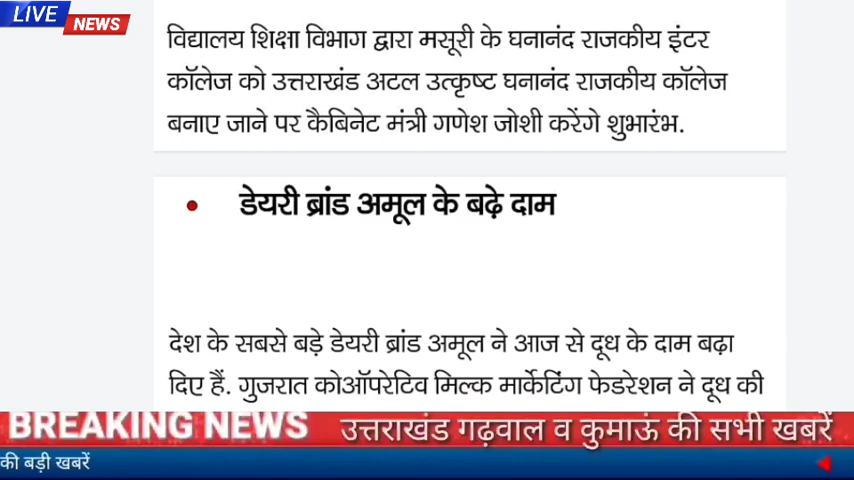 LIVE
NEWS
विद्यालय शिक्षा विभाग द्वारा मसूरी के घनानंद राजकीय इंटर
कॉलेज को उत्तराखंड अटल उत्कृष्ट घनानंद राजकीय कॉलेज
बनाए जाने पर कैबिनेट मंत्री गणेश जोशी करेंगे शुभारंभ.
• डेयरी ब्रांड अमूल के बढ़े दाम
देश के सबसे बड़े डेयरी ब्रांड अमूल ने आज से दूध के दाम बढ़ा
दिए हैं. गुजरात कोऑपरेटिव मिल्क मार्केटिंग फेडरेशन ने दूध की
BREAKING NEWS
उत्तराखंड गढ़वाल व कुमाऊं की सभी खबरें
की बड़ी खबरें